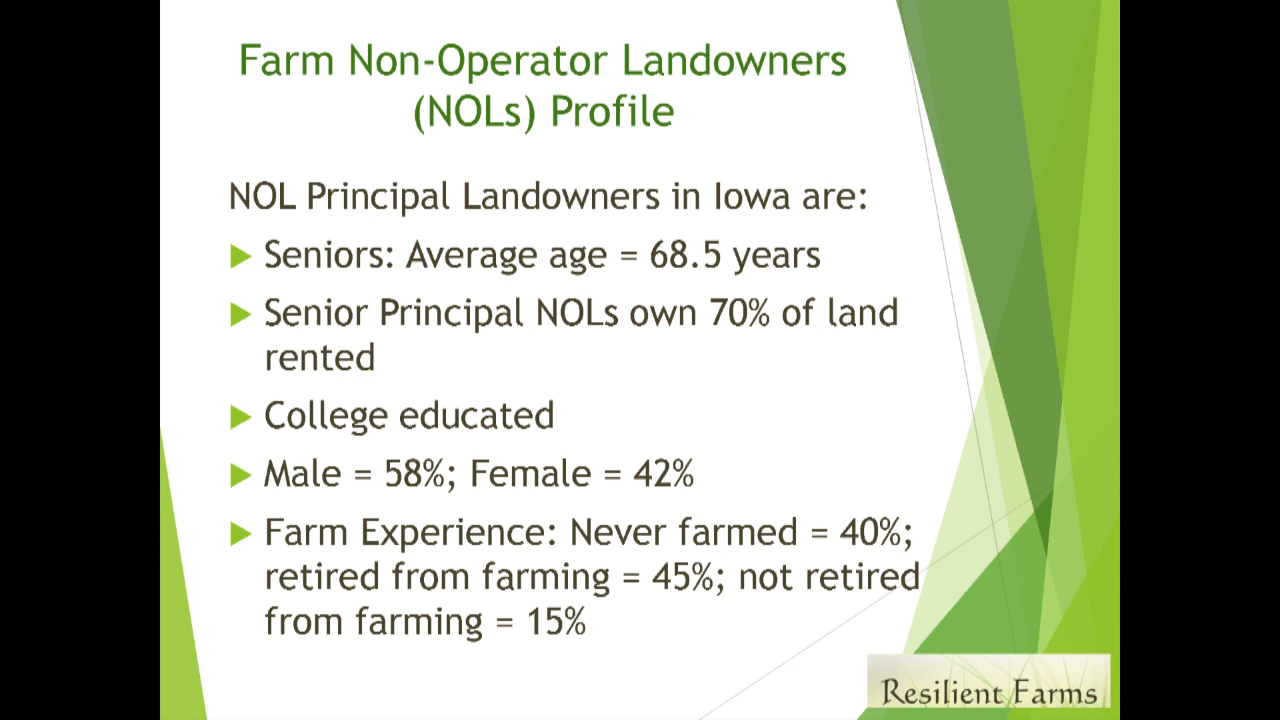 Farm Non-Operator Landowners
(NOLs) Profile
NOL Principal Landowners in Iowa are:
Seniors: Average age = 68.5 years
Senior Principal NOLs own 70% of land
rented
College educated
Male = 58%; Female = 42%
Farm Experience: Never farmed = 40%;
retired from farming = 45%; not retired
from farming = 15%
Resilient Farms